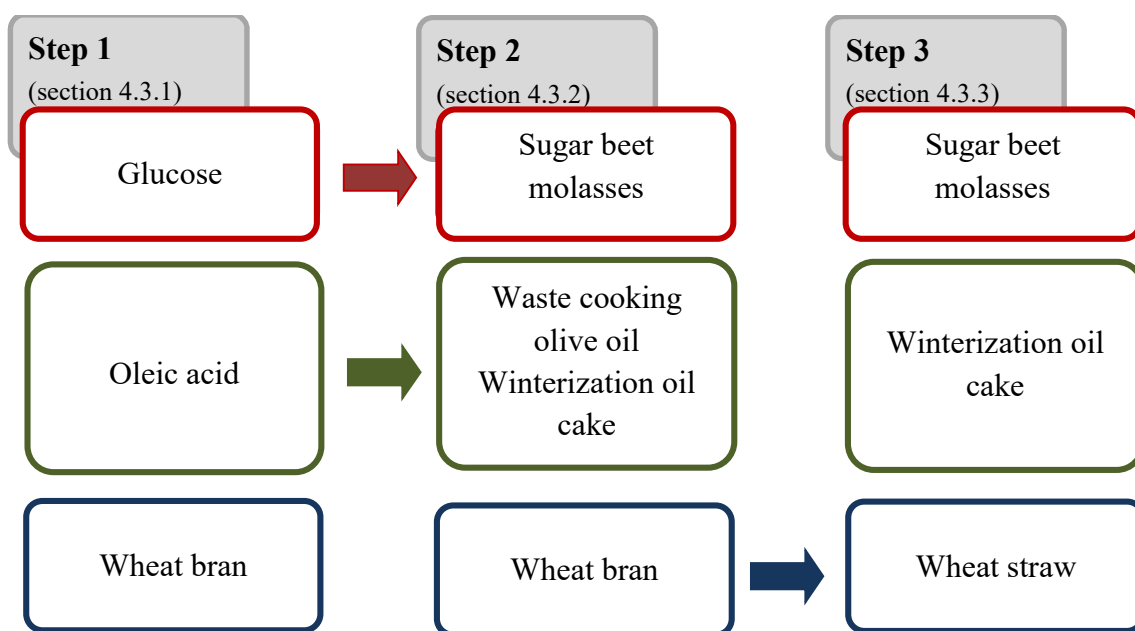 Step 1
(section 4.3.1)
Step 2
(section 4.3.2)
Step 3
(section 4.3.3)
Glucose
Sugar beet
molasses
Sugar beet
molasses
Oleic acid
Waste cooking
olive oil
Winterization oil
cake
Winterization oil
cake
Wheat bran
Wheat bran
Wheat straw